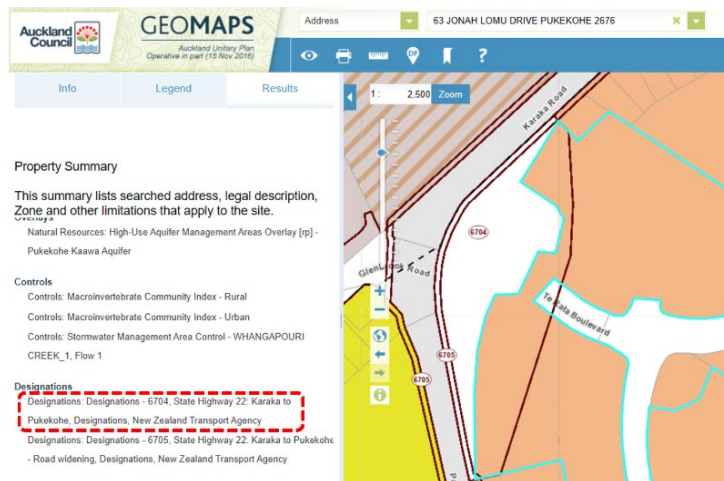 Auckland
Council
GEOMAPS
Auckland Unitary Plan
Operative in part (15 Nov 2016)
Address
63 JONAH LOMU DRIVE PUKEKOHE 2676
DP
?
Info
Legend
Results
1 :
2,500
Zoom
Property Summary
This summary lists searched address, legal description,
Zone and other limitations that apply to the site.
Overlays
Natural Resources: High-Use Aquifer Management Areas Overlay [rp] -
Pukekohe Kaawa Aquifer
Controls
Controls: Macroinvertebrate Community Index - Rural
Controls: Macroinvertebrate Community Index - Urban
Controls: Stormwater Management Area Control - WHANGAPOURI
CREEK_1, Flow 1
Designations
Designations: Designations - 6704, State Highway 22: Karaka to
Pukekohe, Designations, New Zealand Transport Agency
Designations: Designations - 6705, State Highway 22: Karaka to Pukekohe
- Road widening, Designations, New Zealand Transport Agency
Karaka Road
6704
Glenbrook Road
Te Rata Boulevard
6705
6705